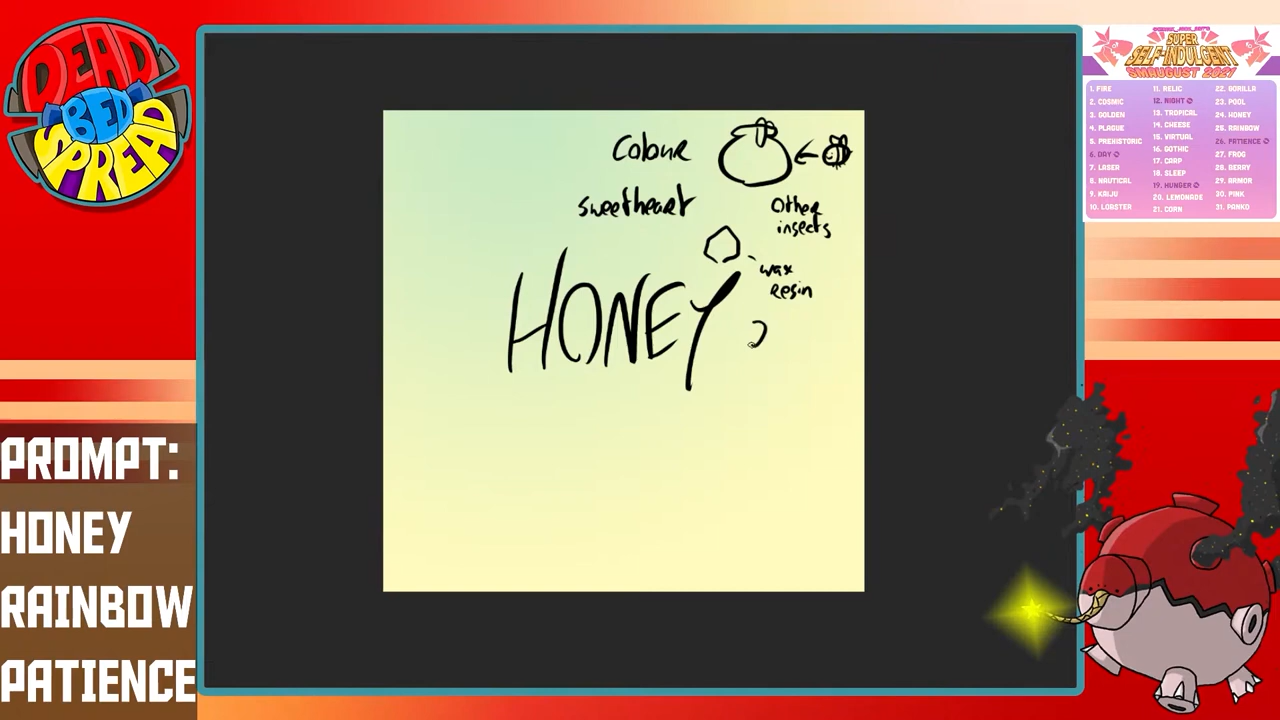 DEAD
BED
SPREAD
PROMPT:
HONEY
RAINBOW
PATIENCE
Colour
sweetheart
Other
insects
wax
Resin
HONEY
SUPER
SELF-INDULGENT
SMAUGUST 2021
1. FIRE
2. COSMIC
3. GOLDEN
4. PLAGUE
5. PREHISTORIC
6. DAY
7. LASER
8. NAUTICAL
9. KAIJU
10. LOBSTER
11. RELIC
12. NIGHT
13. TROPICAL
14. CHEESE
15. VIRTUAL
16. GOTHIC
17. CARP
18. SLEEP
19. HUNGER
20. LEMONADE
21. CORN
22. GORILLA
23. POOL
24. HONEY
25. RAINBOW
26. PATIENCE
27. FROG
28. BERRY
29. ARMOR
30. PINK
31. PANKO